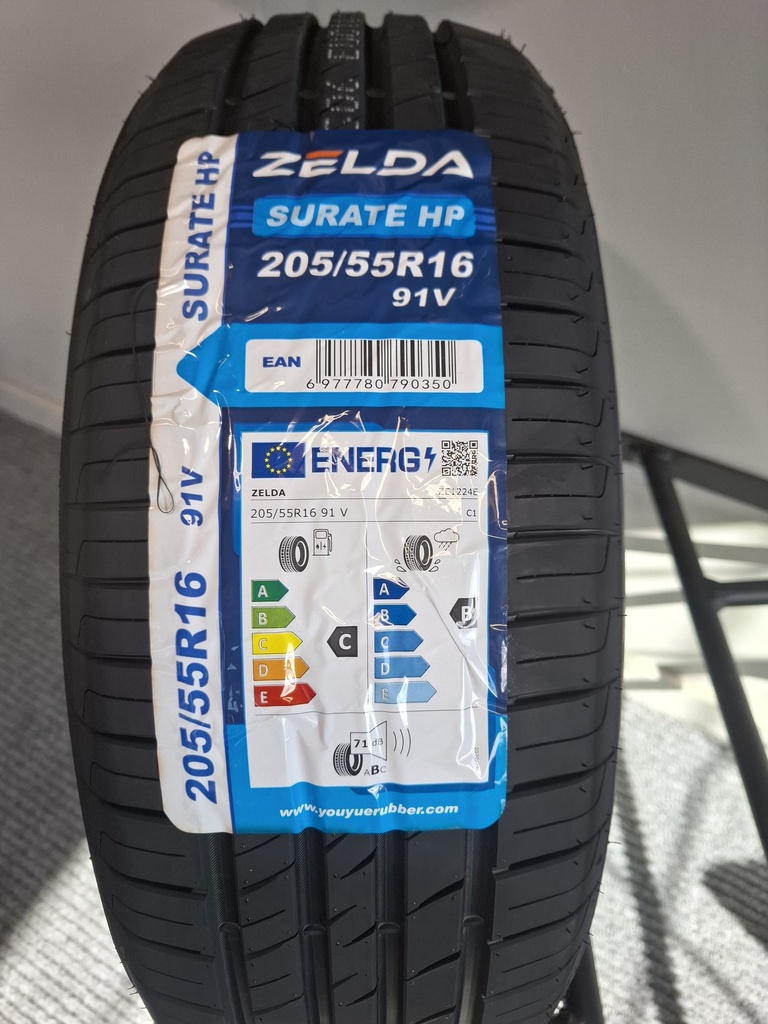 ZELDA
SURATE HP
205/55R16
91V
SURATE HP
205/55R16 91V
EAN
6 977780 790350
ENERG
ZELDA
ZE1224E
205/55R16 91 V
C1
A
B
C
D
E
C
A
B
C
D
E
B
71 dB
ABC
www.youyuerubber.com